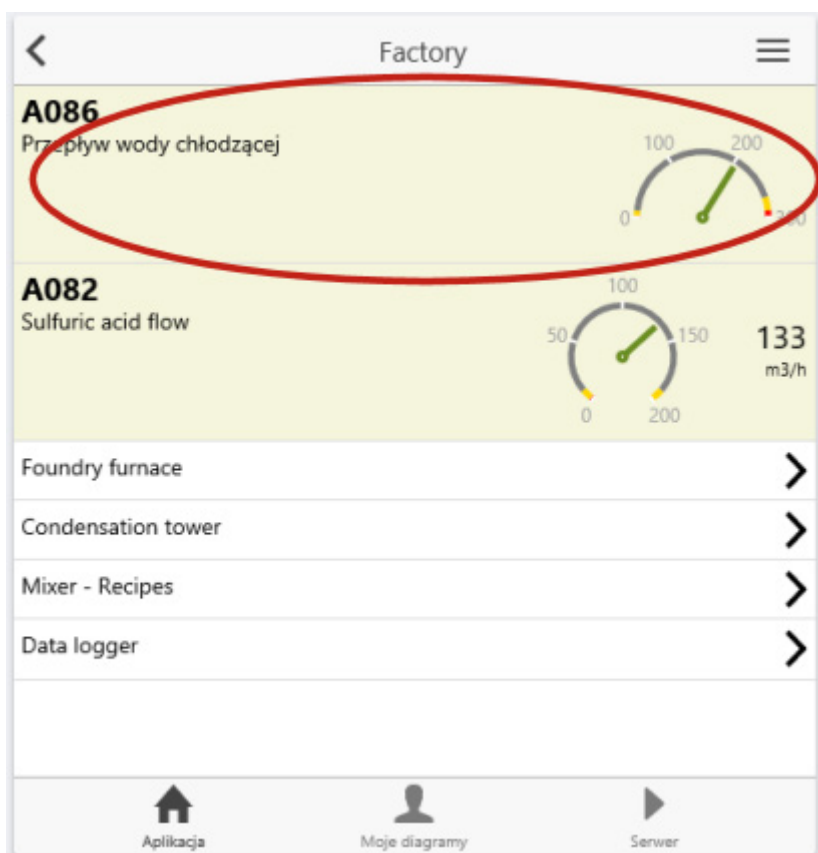 Factory
A086
Przepływ wody chłodzącej
100 200
0 300
A082
Sulfuric acid flow
100
50 150
133
m3/h
0 200
Foundry furnace
Condensation tower
Mixer - Recipes
Data logger
Aplikacja Moje diagramy Serwer